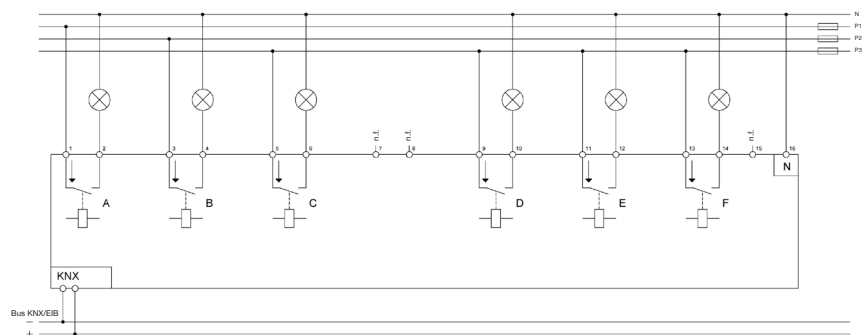 N
P1
P2
P3
n.f.
n.f.
n.f.
1 2 3 4 5 6 7 8 9 10 11 12 13 14 15 16
N
A B C D E F
KNX
Bus KNX/EIB
−
+